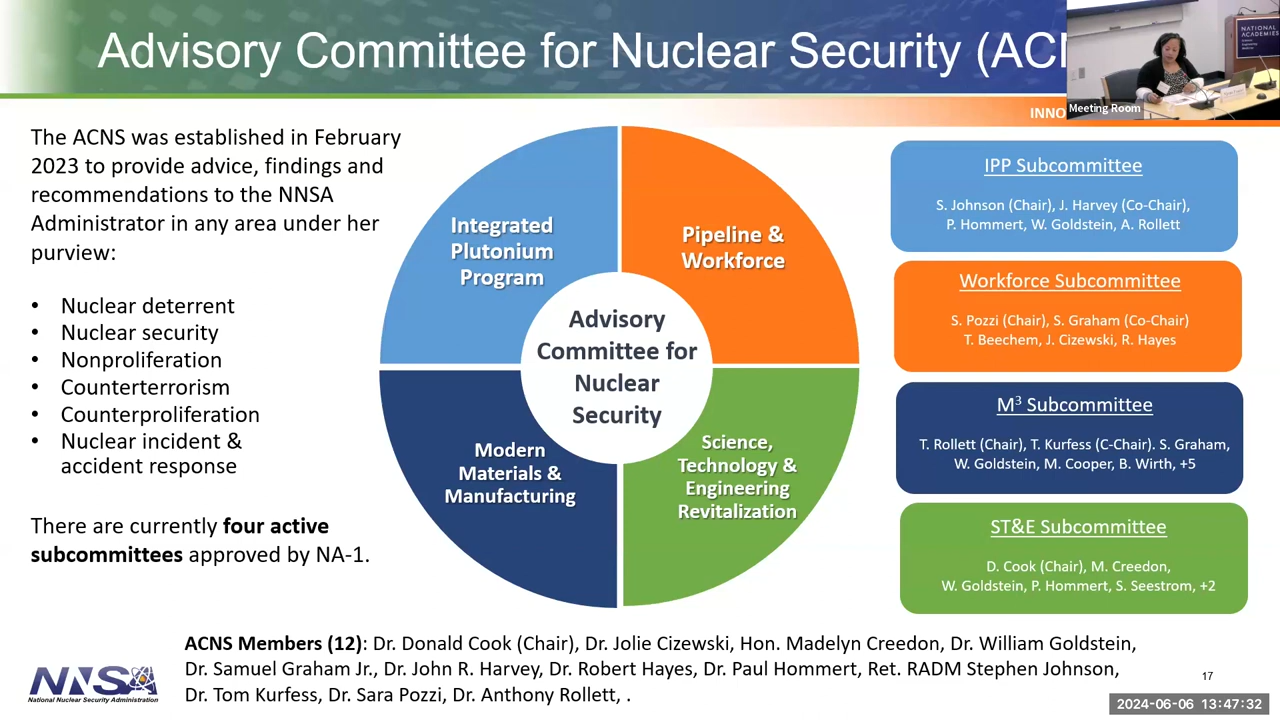 Advisory Committee for Nuclear Security (AC
INNO
NATIONAL
ACADEMIES
Meeting Room
The ACNS was established in February
2023 to provide advice, findings and
recommendations to the NNSA
Administrator in any area under her
purview:
• Nuclear deterrent
• Nuclear security
• Nonproliferation
• Counterterrorism
• Counterproliferation
• Nuclear incident &
accident response
There are currently four active
subcommittees approved by NA-1.
Integrated
Plutonium
Program
Pipeline &
Workforce
Advisory
Committee for
Nuclear
Security
Modern
Materials &
Manufacturing
Science,
Technology &
Engineering
Revitalization
IPP Subcommittee
S. Johnson (Chair), J. Harvey (Co-Chair),
P. Hommert, W. Goldstein, A. Rollett
Workforce Subcommittee
S. Pozzi (Chair), S. Graham (Co-Chair)
T. Beechem, J. Cizewski, R. Hayes
M³ Subcommittee
T. Rollett (Chair), T. Kurfess (C-Chair). S. Graham,
W. Goldstein, M. Cooper, B. Wirth, +5
ST&E Subcommittee
D. Cook (Chair), M. Creedon,
W. Goldstein, P. Hommert, S. Seestrom, +2
ACNS Members (12): Dr. Donald Cook (Chair), Dr. Jolie Cizewski, Hon. Madelyn Creedon, Dr. William Goldstein,
Dr. Samuel Graham Jr., Dr. John R. Harvey, Dr. Robert Hayes, Dr. Paul Hommert, Ret. RADM Stephen Johnson,
Dr. Tom Kurfess, Dr. Sara Pozzi, Dr. Anthony Rollett, .
NNSA
National Nuclear Security Administration
17
2024-06-06 13:47:32